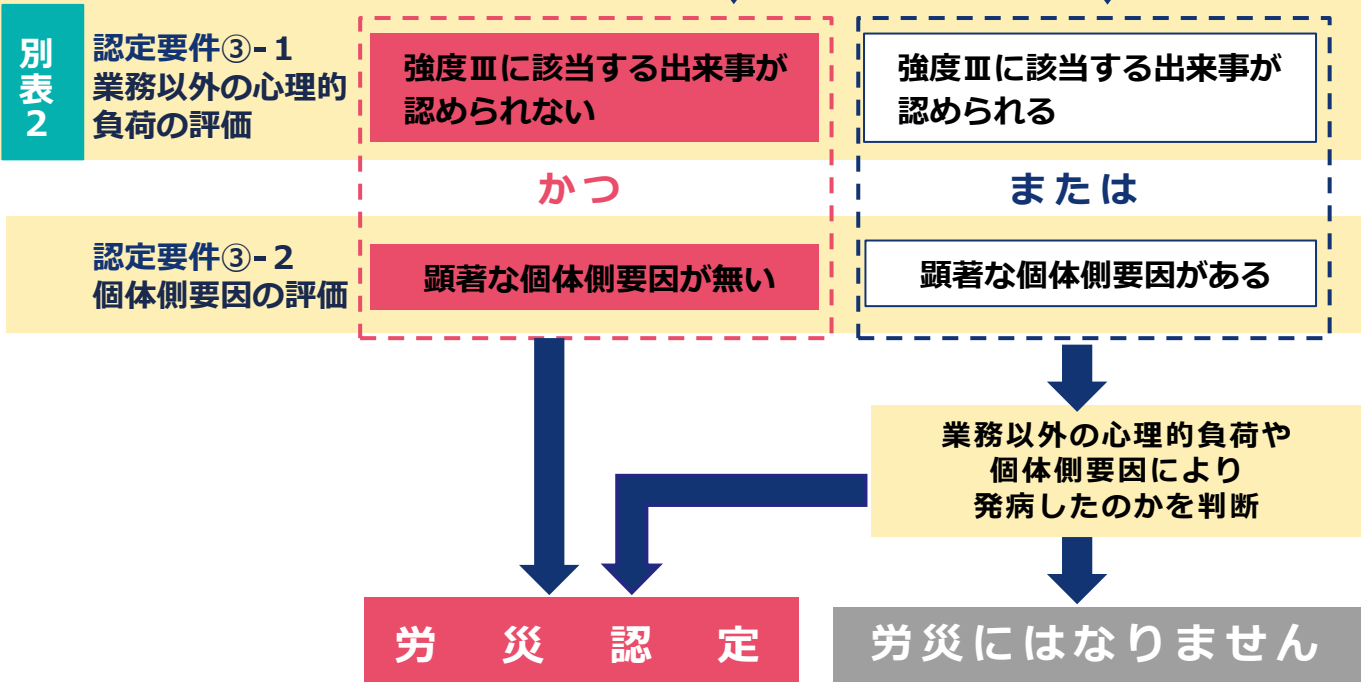 別表2
認定要件③-1
業務以外の心理的
負荷の評価
強度Ⅲに該当する出来事が
認められない
強度Ⅲに該当する出来事が
認められる
かつ
または
認定要件③-2
個体側要因の評価
顕著な個体側要因が無い
顕著な個体側要因がある
業務以外の心理的負荷や
個体側要因により
発病したのかを判断
労災認定
労災にはなりません